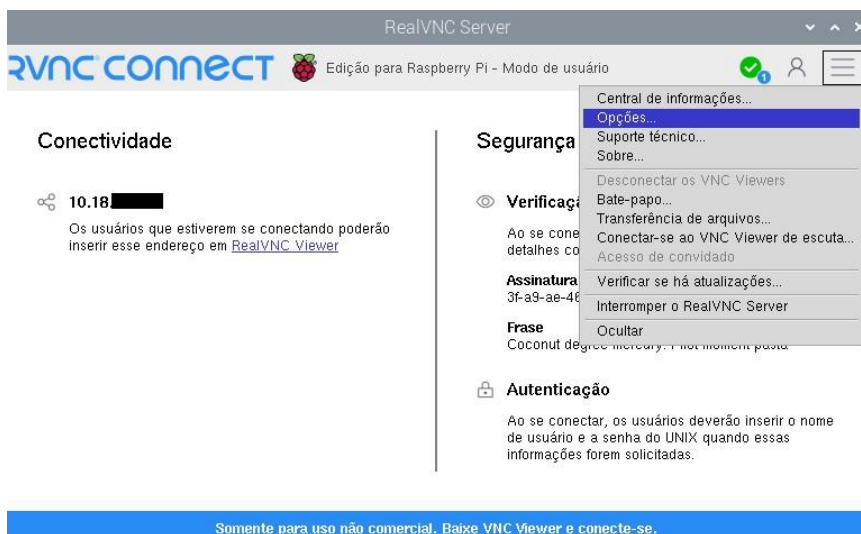 RealVNC Server
RVNC CONNECT Edição para Raspberry Pi - Modo de usuário 1
Conectividade
10.18.
Os usuários que estiverem se conectando poderão
inserir esse endereço em RealVNC Viewer
Segurança
Ao se
detalhes
Assinatura
3f-a9-ae-46
Frase
Coconut
Autenticação
Ao se conectar, os usuários deverão inserir o nome
de usuário e a senha do UNIX quando essas
informações forem solicitadas.
Central de informações...
Opções...
Suporte técnico...
Sobre...
Desconectar os VNC Viewers
Bate-papo...
Transferência de arquivos...
Conectar-se ao VNC Viewer de escuta...
Acesso de convidado
Verificar se há atualizações...
Interromper o RealVNC Server
Ocultar
Somente para uso não comercial. Baixe VNC Viewer e conecte-se.